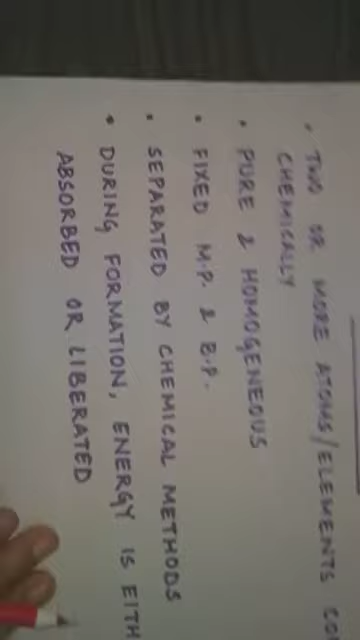 • TWO OR MORE ATOMS/ELEMENTS
CHEMICALLY
• PURE & HOMOGENEOUS
• FIXED M.P. & B.P.
• SEPARATED BY CHEMICAL METHODS
• DURING FORMATION, ENERGY IS EITH
ABSORBED OR LIBERATED